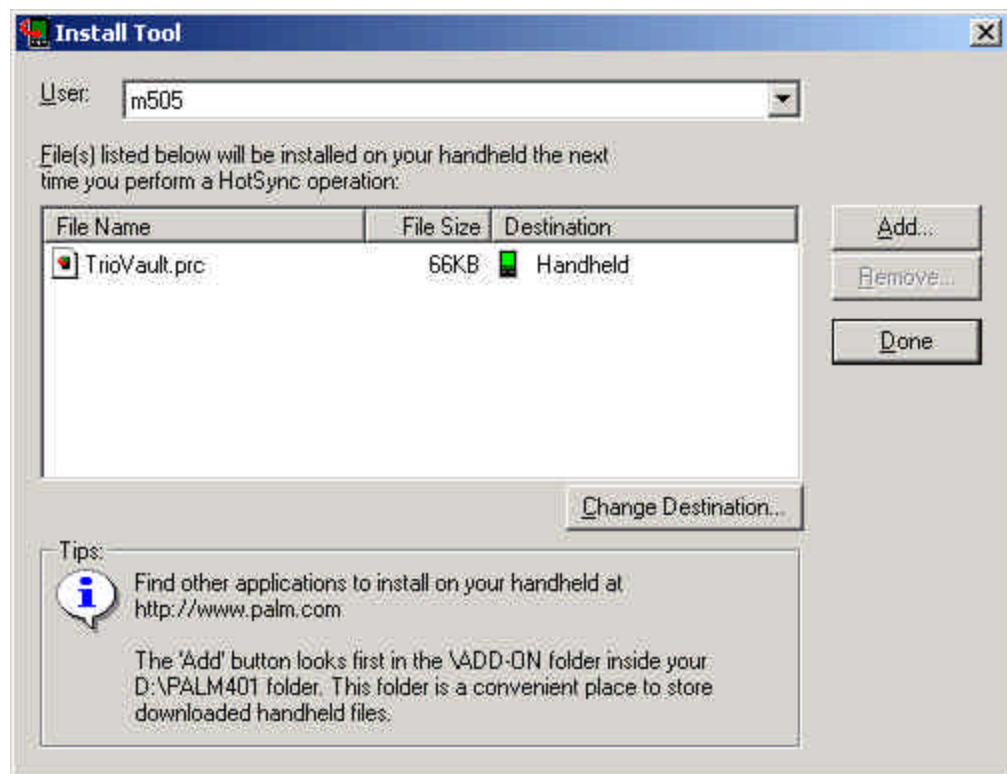 Install Tool
User: m505
File(s) listed below will be installed on your handheld the next
time you perform a HotSync operation:
File Name File Size Destination
TrioVault.prc 66KB Handheld
Add...
Remove...
Done
Change Destination...
Tips:
Find other applications to install on your handheld at
http://www.palm.com
The 'Add' button looks first in the \ADD-ON folder inside your
D:\PALM401 folder. This folder is a convenient place to store
downloaded handheld files.